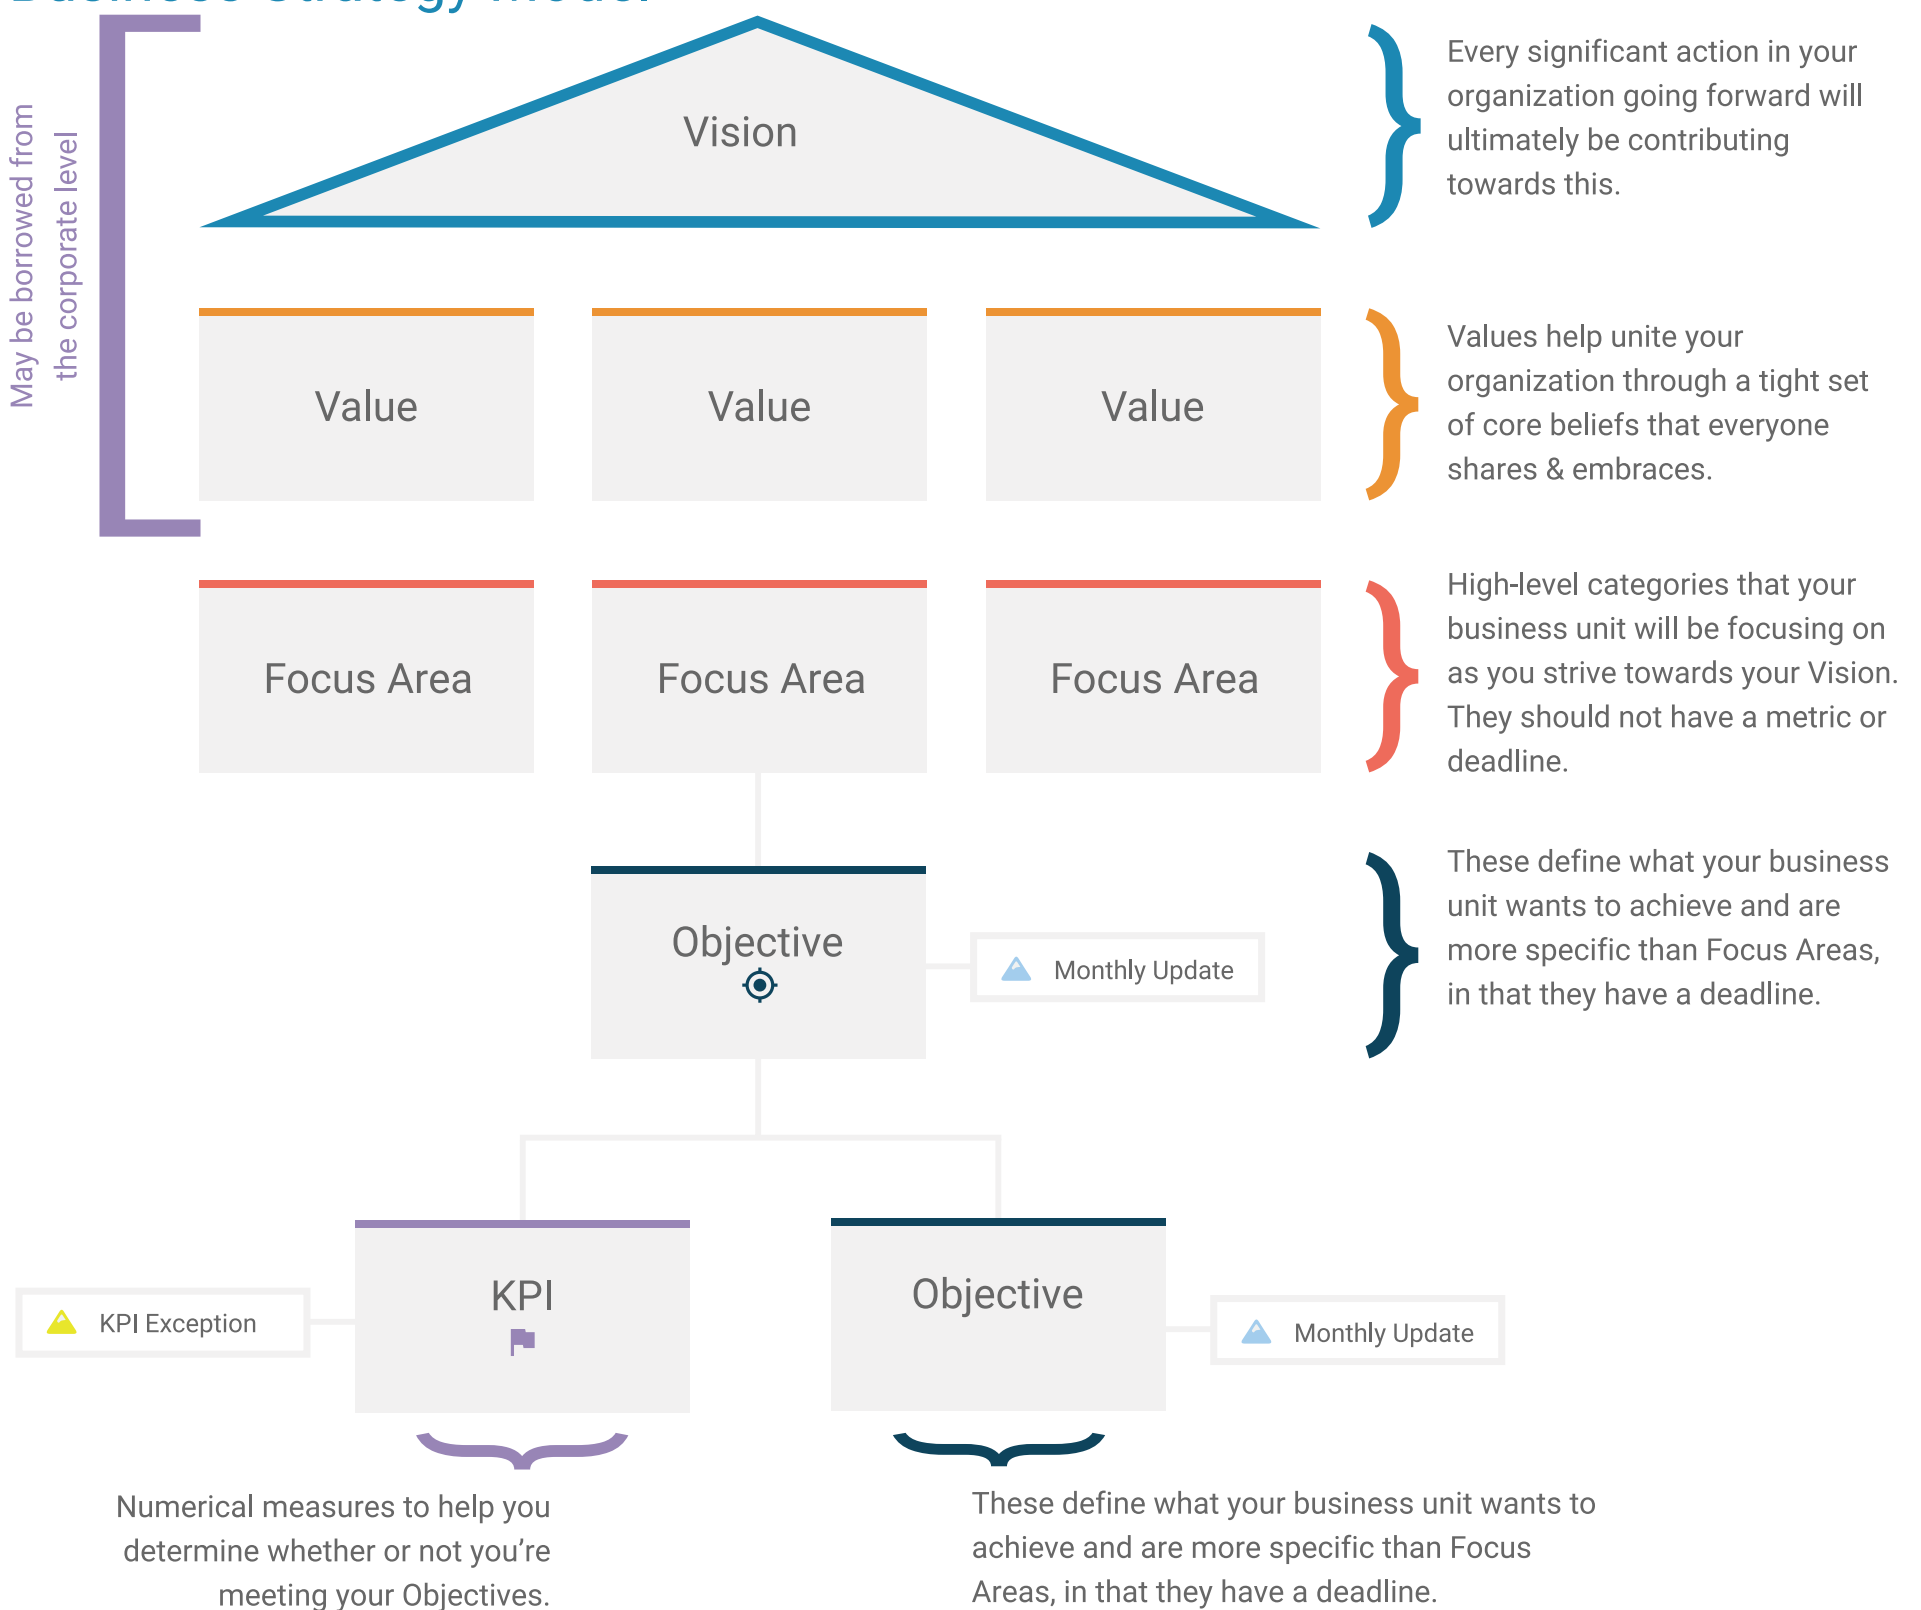 Business Strategy Model
May be borrowed from
the corporate level
Vision
Every significant action in your
organization going forward will
ultimately be contributing
towards this.
Value
Value
Value
Values help unite your
organization through a tight set
of core beliefs that everyone
shares & embraces.
Focus Area
Focus Area
Focus Area
High-level categories that your
business unit will be focusing on
as you strive towards your Vision.
They should not have a metric or
deadline.
Objective
Monthly Update
These define what your business
unit wants to achieve and are
more specific than Focus Areas,
in that they have a deadline.
KPI Exception
KPI
Objective
Monthly Update
Numerical measures to help you
determine whether or not you're
meeting your Objectives.
These define what your business unit wants to
achieve and are more specific than Focus
Areas, in that they have a deadline.